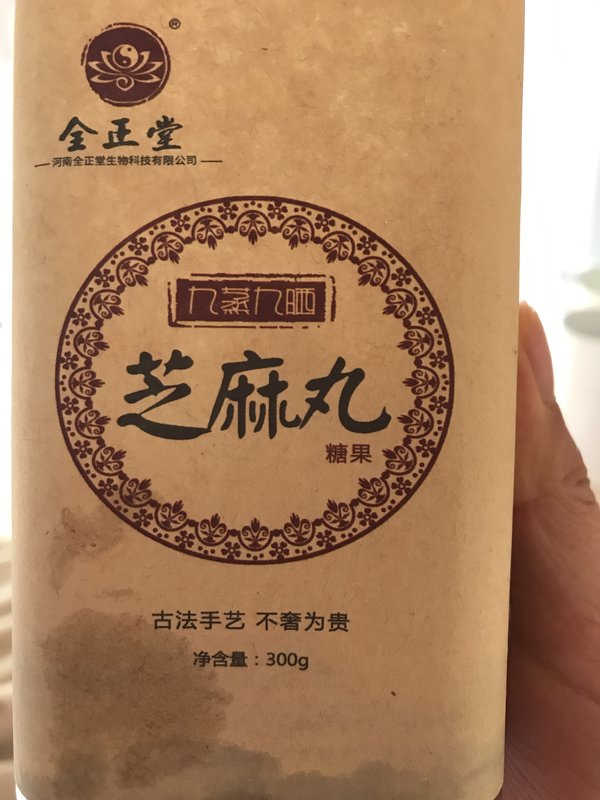 ®
全正堂
河南全正堂生物科技有限公司
九蒸九晒
芝麻丸
糖果
古法手艺 不奢为贵
净含量：300g